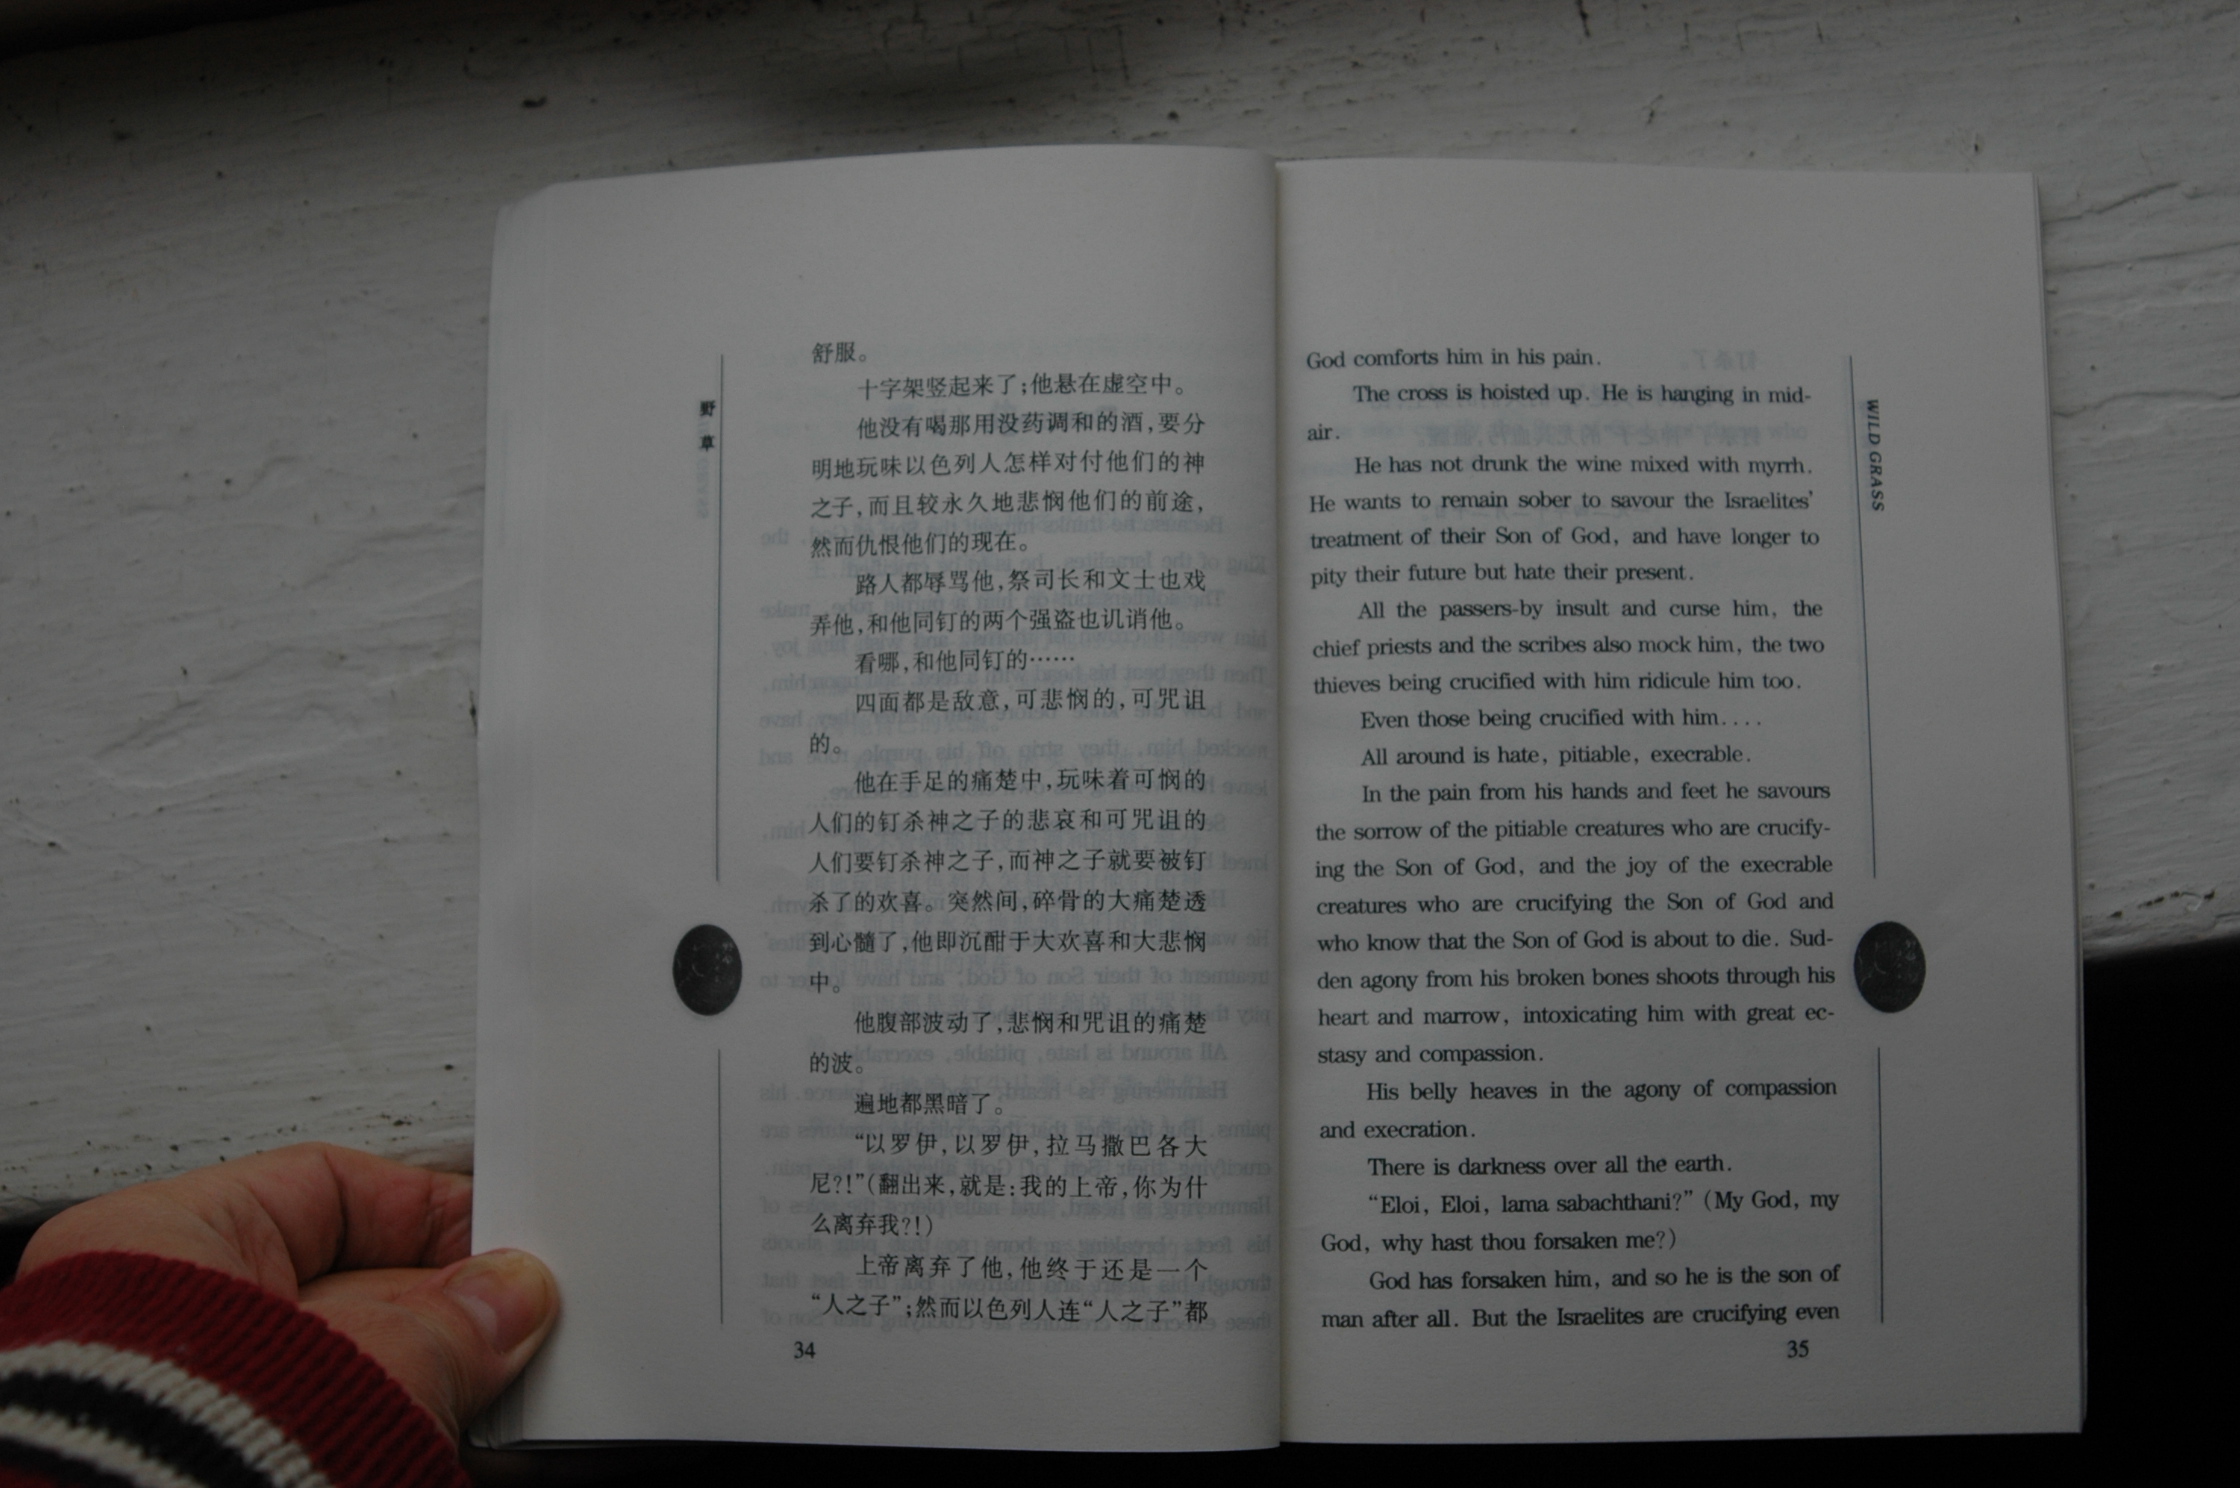 野草
舒服。
十字架竖起来了;他悬在虚空中。
他没有喝那用没药调和的酒,要分
明地玩味以色列人怎样对付他们的神
之子,而且较永久地悲悯他们的前途,
然而仇恨他们的现在。
路人都辱骂他,祭司长和文士也戏
弄他,和他同钉的两个强盗也讥诮他。
看哪,和他同钉的……
四面都是敌意,可悲悯的,可咒诅
的。
他在手足的痛楚中,玩味着可悯的
人们的钉杀神之子的悲哀和可咒诅的
人们要钉杀神之子,而神之子就要被钉
杀了的欢喜。突然间,碎骨的大痛楚透
到心髓了,他即沉酣于大欢喜和大悲悯
中。
他腹部波动了,悲悯和咒诅的痛楚
的波。
遍地都黑暗了。
“以罗伊,以罗伊,拉马撒巴各大
尼?!”(翻出来,就是:我的上帝,你为什
么离弃我?!)
上帝离弃了他,他终于还是一个
“人之子”;然而以色列人连“人之子”都
34
God comforts him in his pain.
The cross is hoisted up. He is hanging in mid-
air.
He has not drunk the wine mixed with myrrh.
He wants to remain sober to savour the Israelites'
treatment of their Son of God, and have longer to
pity their future but hate their present.
All the passers-by insult and curse him, the
chief priests and the scribes also mock him, the two
thieves being crucified with him ridicule him too.
Even those being crucified with him....
All around is hate, pitiable, execrable.
In the pain from his hands and feet he savours
the sorrow of the pitiable creatures who are crucify-
ing the Son of God, and the joy of the execrable
creatures who are crucifying the Son of God and
who know that the Son of God is about to die. Sud-
den agony from his broken bones shoots through his
heart and marrow, intoxicating him with great ec-
stasy and compassion.
His belly heaves in the agony of compassion
and execration.
There is darkness over all the earth.
“Eloi, Eloi, lama sabachthani?” (My God, my
God, why hast thou forsaken me?)
God has forsaken him, and so he is the son of
man after all. But the Israelites are crucifying even
35
WILD GRASS